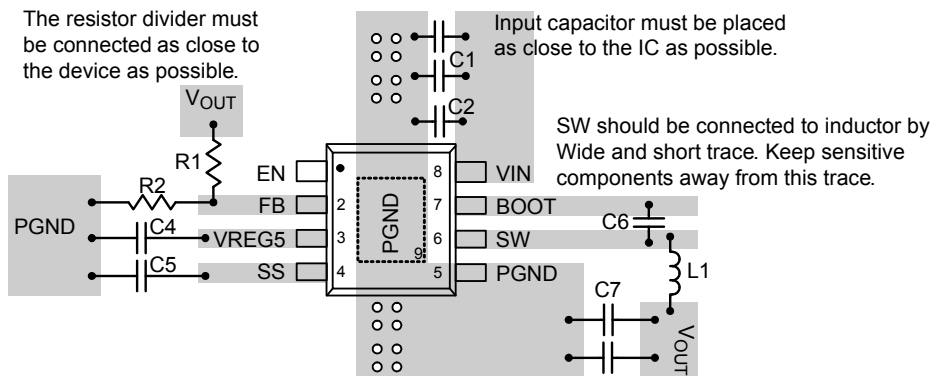 The resistor divider must
be connected as close to
the device as possible.
Input capacitor must be placed
as close to the IC as possible.
C1
C2
VOUT
SW should be connected to inductor by
Wide and short trace. Keep sensitive
components away from this trace.
R1
R2
EN
8 VIN
FB 2
7 BOOT
PGND
C4
VREG5 3
PGND
9
6 SW
C6
C5
SS 4
5 PGND
L1
C7
VOUT